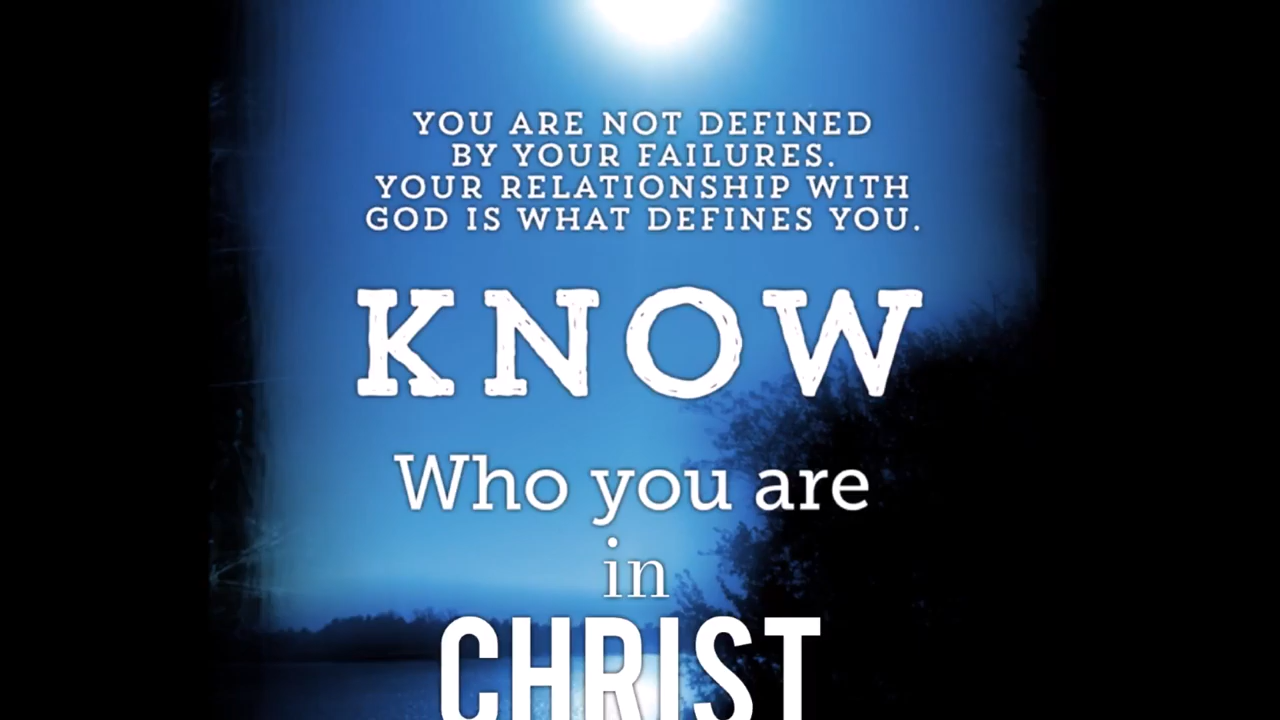 YOU ARE NOT DEFINED
BY YOUR FAILURES.
YOUR RELATIONSHIP WITH
GOD IS WHAT DEFINES YOU.
KNOW
Who you are
in
CHRIST